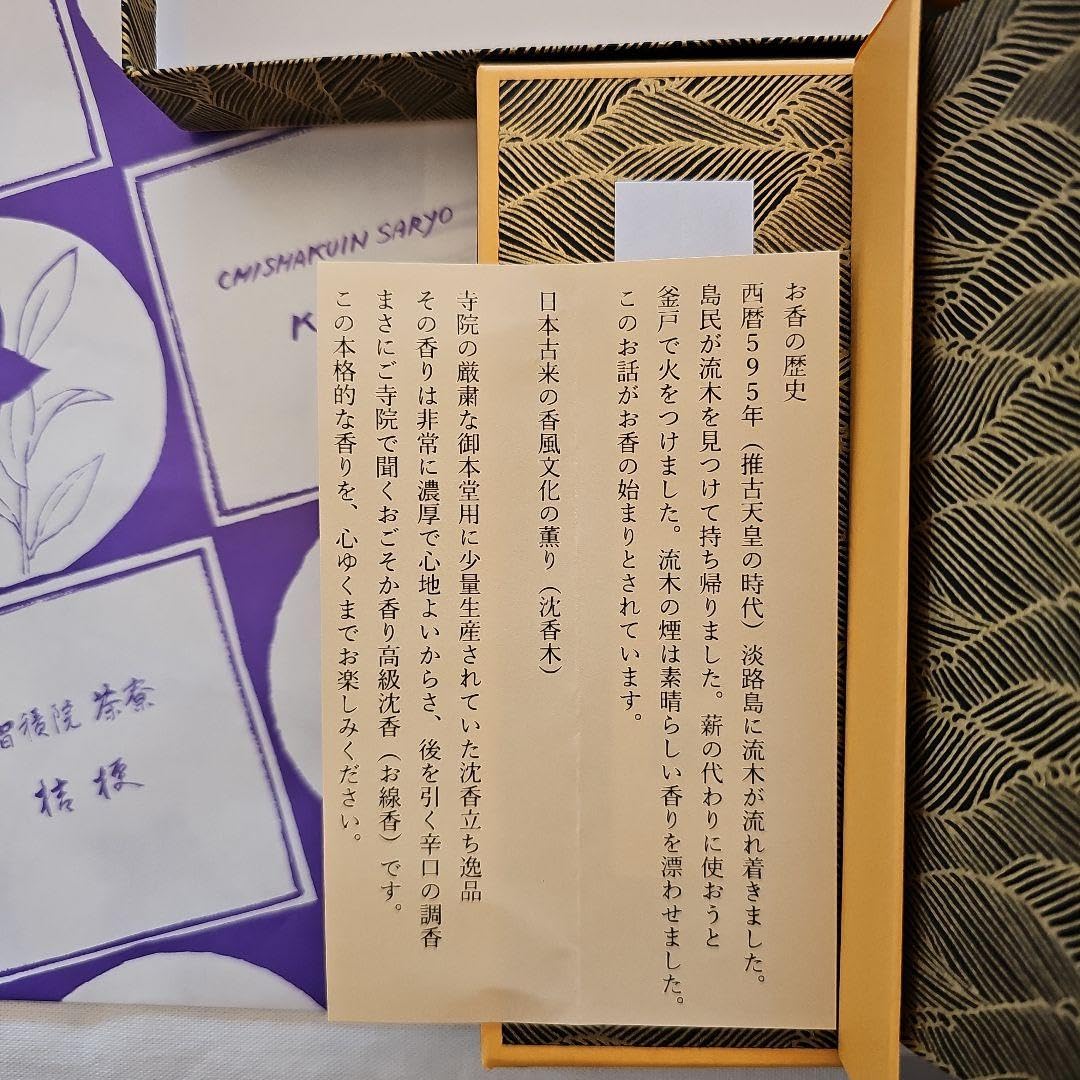 お香の歴史
西暦595年（推古天皇の時代）淡路島に流木が流れ着きました。
島民が流木を見つけて持ち帰りました。薪の代わりに使おうと
釜戸で火をつけました。流木の煙は素晴らしい香りを漂わせました。
このお話がお香の始まりとされています。
日本古来の香風文化の薫り（沈香木）
寺院の厳粛な御本堂用に少量生産されていた沈香立ち逸品
その香りは非常に濃厚で心地よいからさ、後を引く辛口の調香
まさにご寺院で聞くおごそか香り高級沈香（お線香）です。
この本格的な香りを、心ゆくまでお楽しみください。
CHISHAKUIN SARYO
K
智積院 茶寮
桔梗